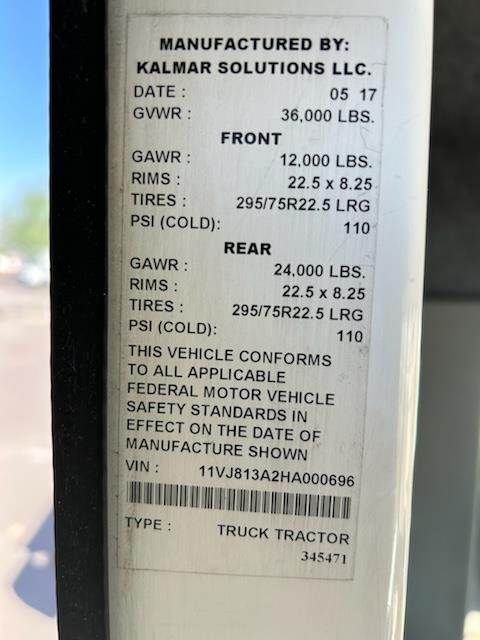 MANUFACTURED BY:
KALMAR SOLUTIONS LLC.
DATE : 05 17
GVWR : 36,000 LBS.
FRONT
GAWR : 12,000 LBS.
RIMS : 22.5 x 8.25
TIRES : 295/75R22.5 LRG
PSI (COLD): 110
REAR
GAWR : 24,000 LBS.
RIMS : 22.5 x 8.25
TIRES : 295/75R22.5 LRG
PSI (COLD): 110
THIS VEHICLE CONFORMS
TO ALL APPLICABLE
FEDERAL MOTOR VEHICLE
SAFETY STANDARDS IN
EFFECT ON THE DATE OF
MANUFACTURE SHOWN
VIN : 11VJ813A2HA000696
TYPE : TRUCK TRACTOR
345471